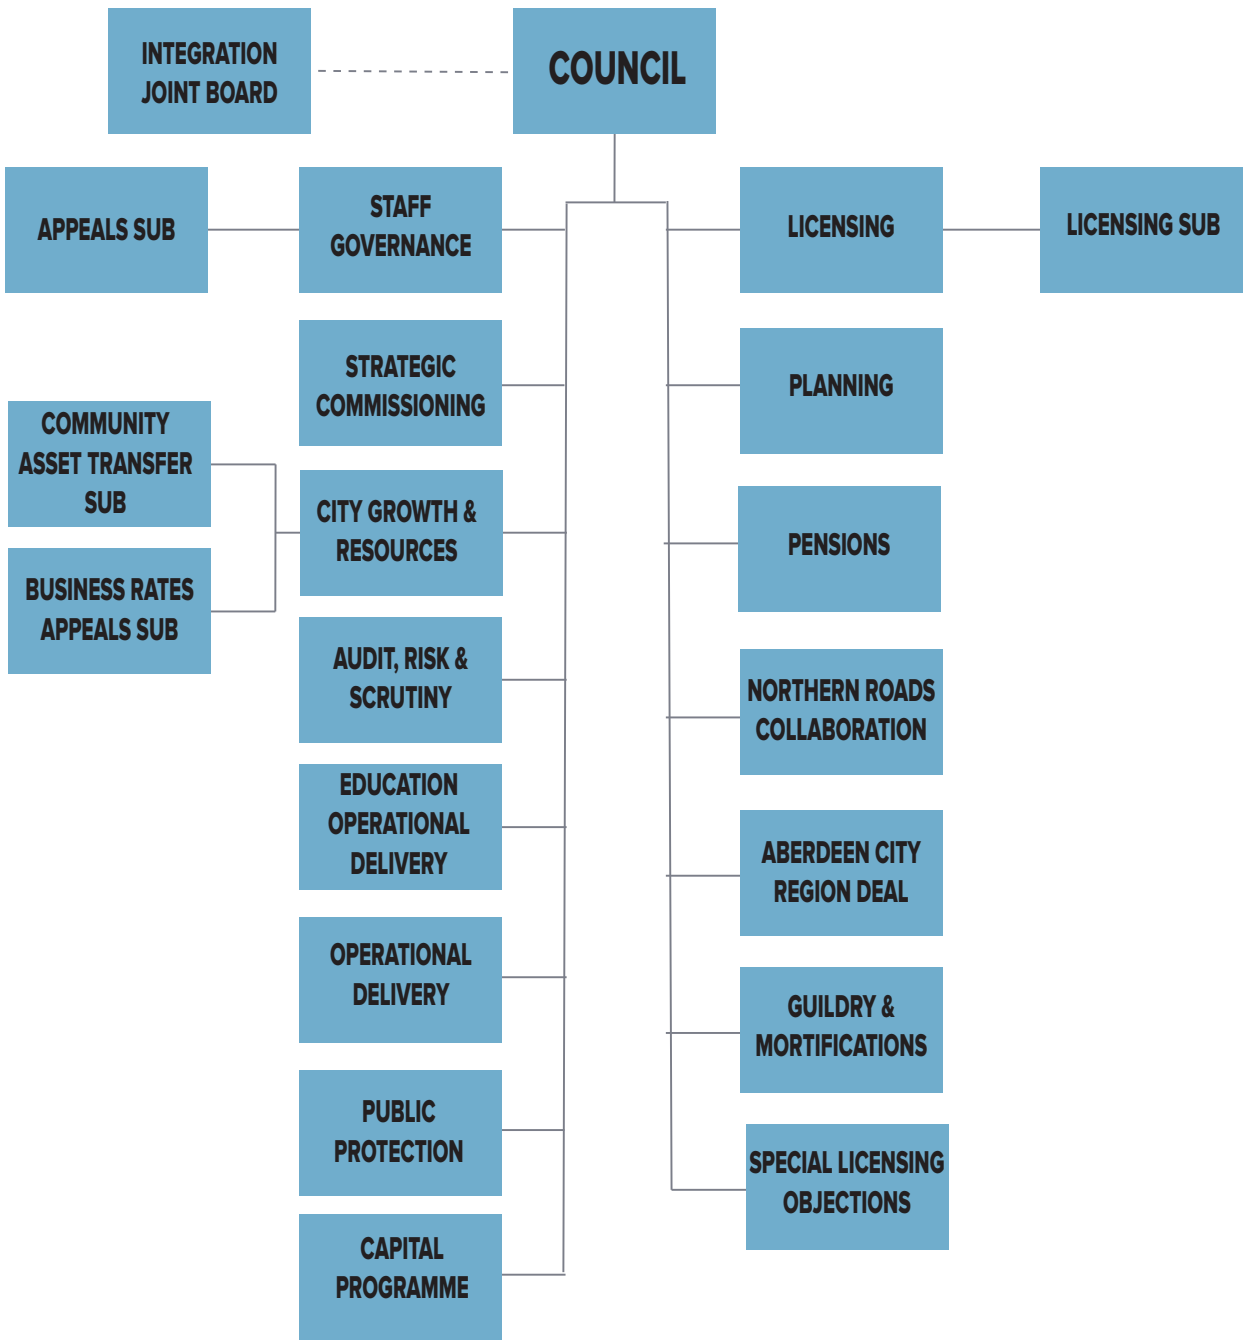 INTEGRATION
JOINT BOARD
COUNCIL
APPEALS SUB
STAFF
GOVERNANCE
LICENSING
LICENSING SUB
STRATEGIC
COMMISSIONING
PLANNING
COMMUNITY
ASSET TRANSFER
SUB
CITY GROWTH &
RESOURCES
PENSIONS
BUSINESS RATES
APPEALS SUB
AUDIT, RISK &
SCRUTINY
NORTHERN ROADS
COLLABORATION
EDUCATION
OPERATIONAL
DELIVERY
ABERDEEN CITY
REGION DEAL
OPERATIONAL
DELIVERY
GUILDRY &
MORTIFICATIONS
PUBLIC
PROTECTION
SPECIAL LICENSING
OBJECTIONS
CAPITAL
PROGRAMME